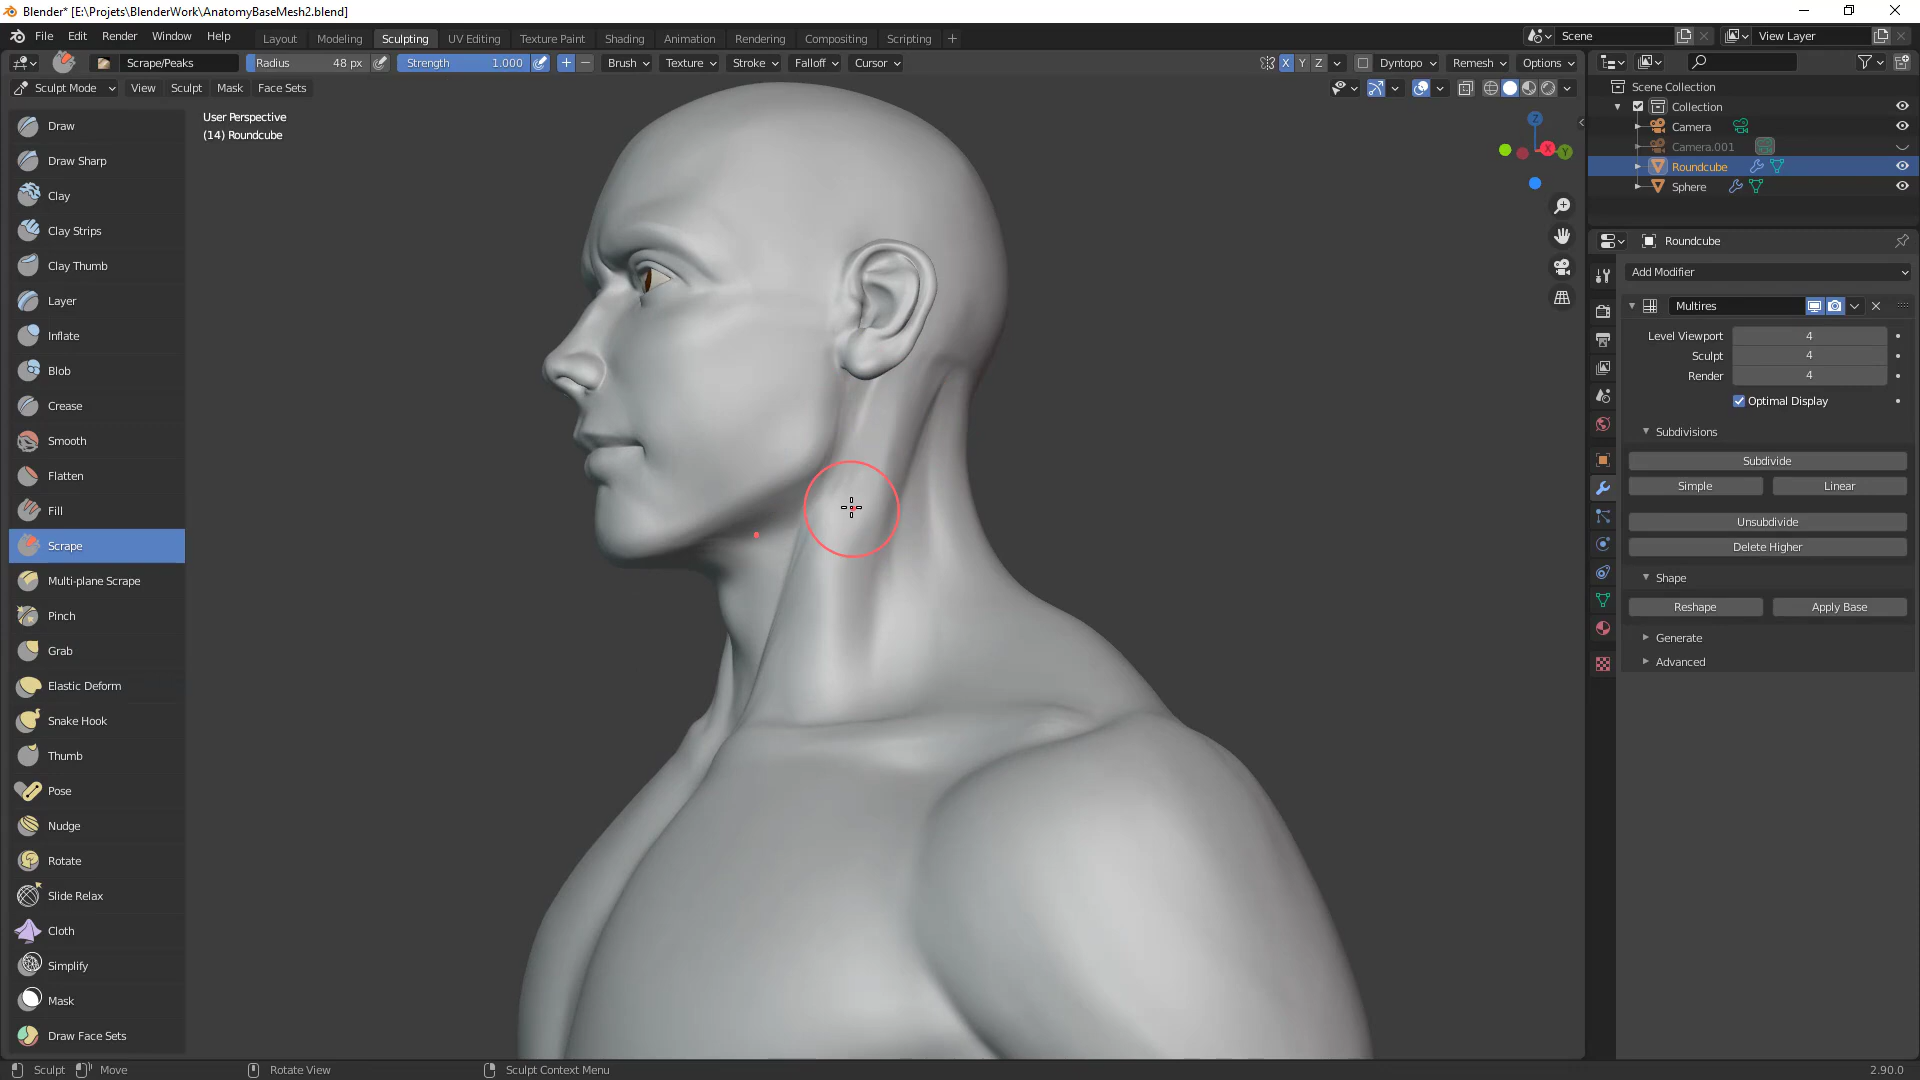 Blender* [E:\Projets\BlenderWork\AnatomyBaseMesh2.blend]
File Edit Render Window Help Layout Modeling Sculpting UV Editing Texture Paint Shading Animation Rendering Compositing Scripting + Scene View Layer
Scrape/Peaks Radius 48 px Strength 1.000 Brush Texture Stroke Falloff Cursor X Y Z Dyntopo Remesh Options
Sculpt Mode View Sculpt Mask Face Sets
User Perspective
(14) Roundcube
Draw
Draw Sharp
Clay
Clay Strips
Clay Thumb
Layer
Inflate
Blob
Crease
Smooth
Flatten
Fill
Scrape
Multi-plane Scrape
Pinch
Grab
Elastic Deform
Snake Hook
Thumb
Pose
Nudge
Rotate
Slide Relax
Cloth
Simplify
Mask
Draw Face Sets
Z
X
Y
Scene Collection
Collection
Camera
Camera.001
Roundcube
Sphere
Roundcube
Add Modifier
Multires
Level Viewport 4
Sculpt 4
Render 4
Optimal Display
Subdivisions
Subdivide
Simple Linear
Unsubdivide
Delete Higher
Shape
Reshape Apply Base
Generate
Advanced
Sculpt Move Rotate View Sculpt Context Menu 2.90.0